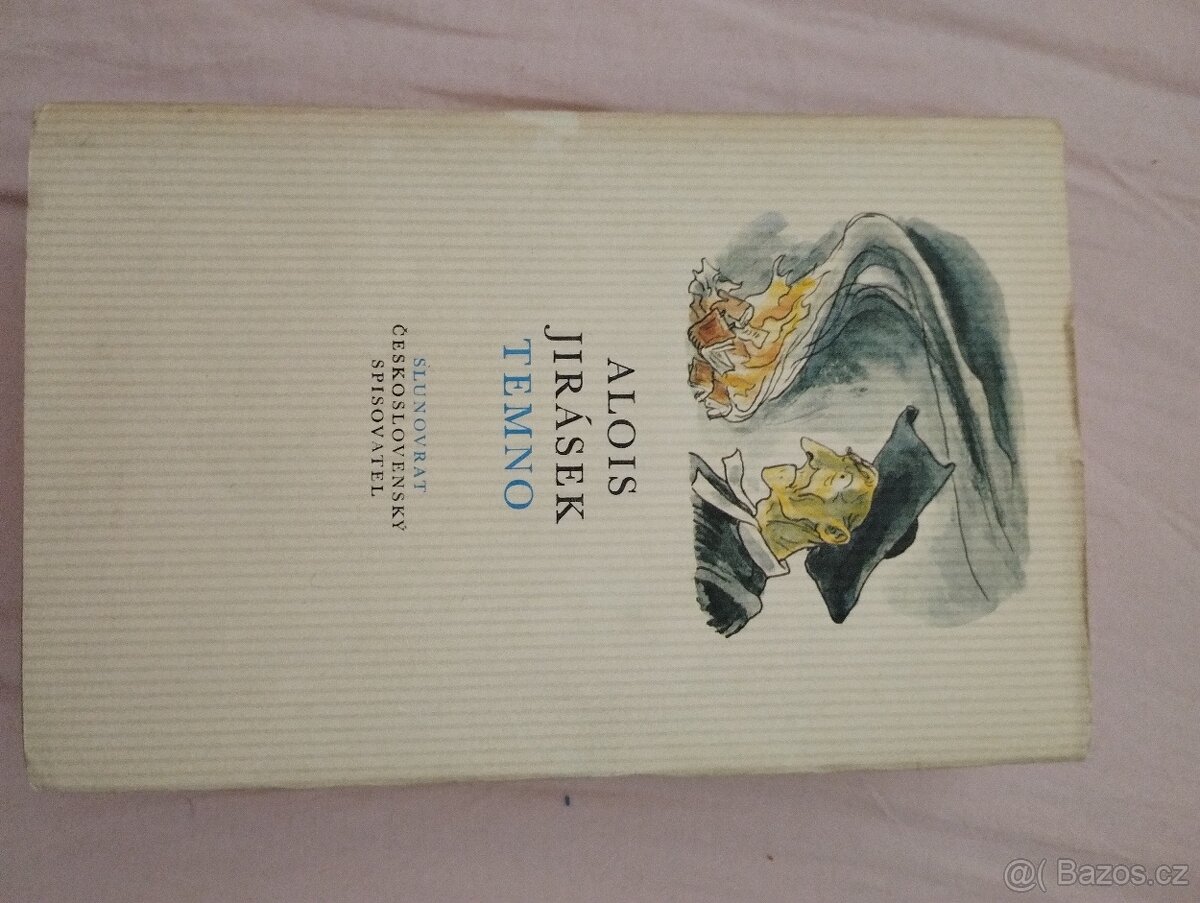 ALOIS
JIRÁSEK
TEMNO
SLUNOVRAT
ČESKOSLOVENSKÝ
SPISOVATEL
@( Bazos.cz